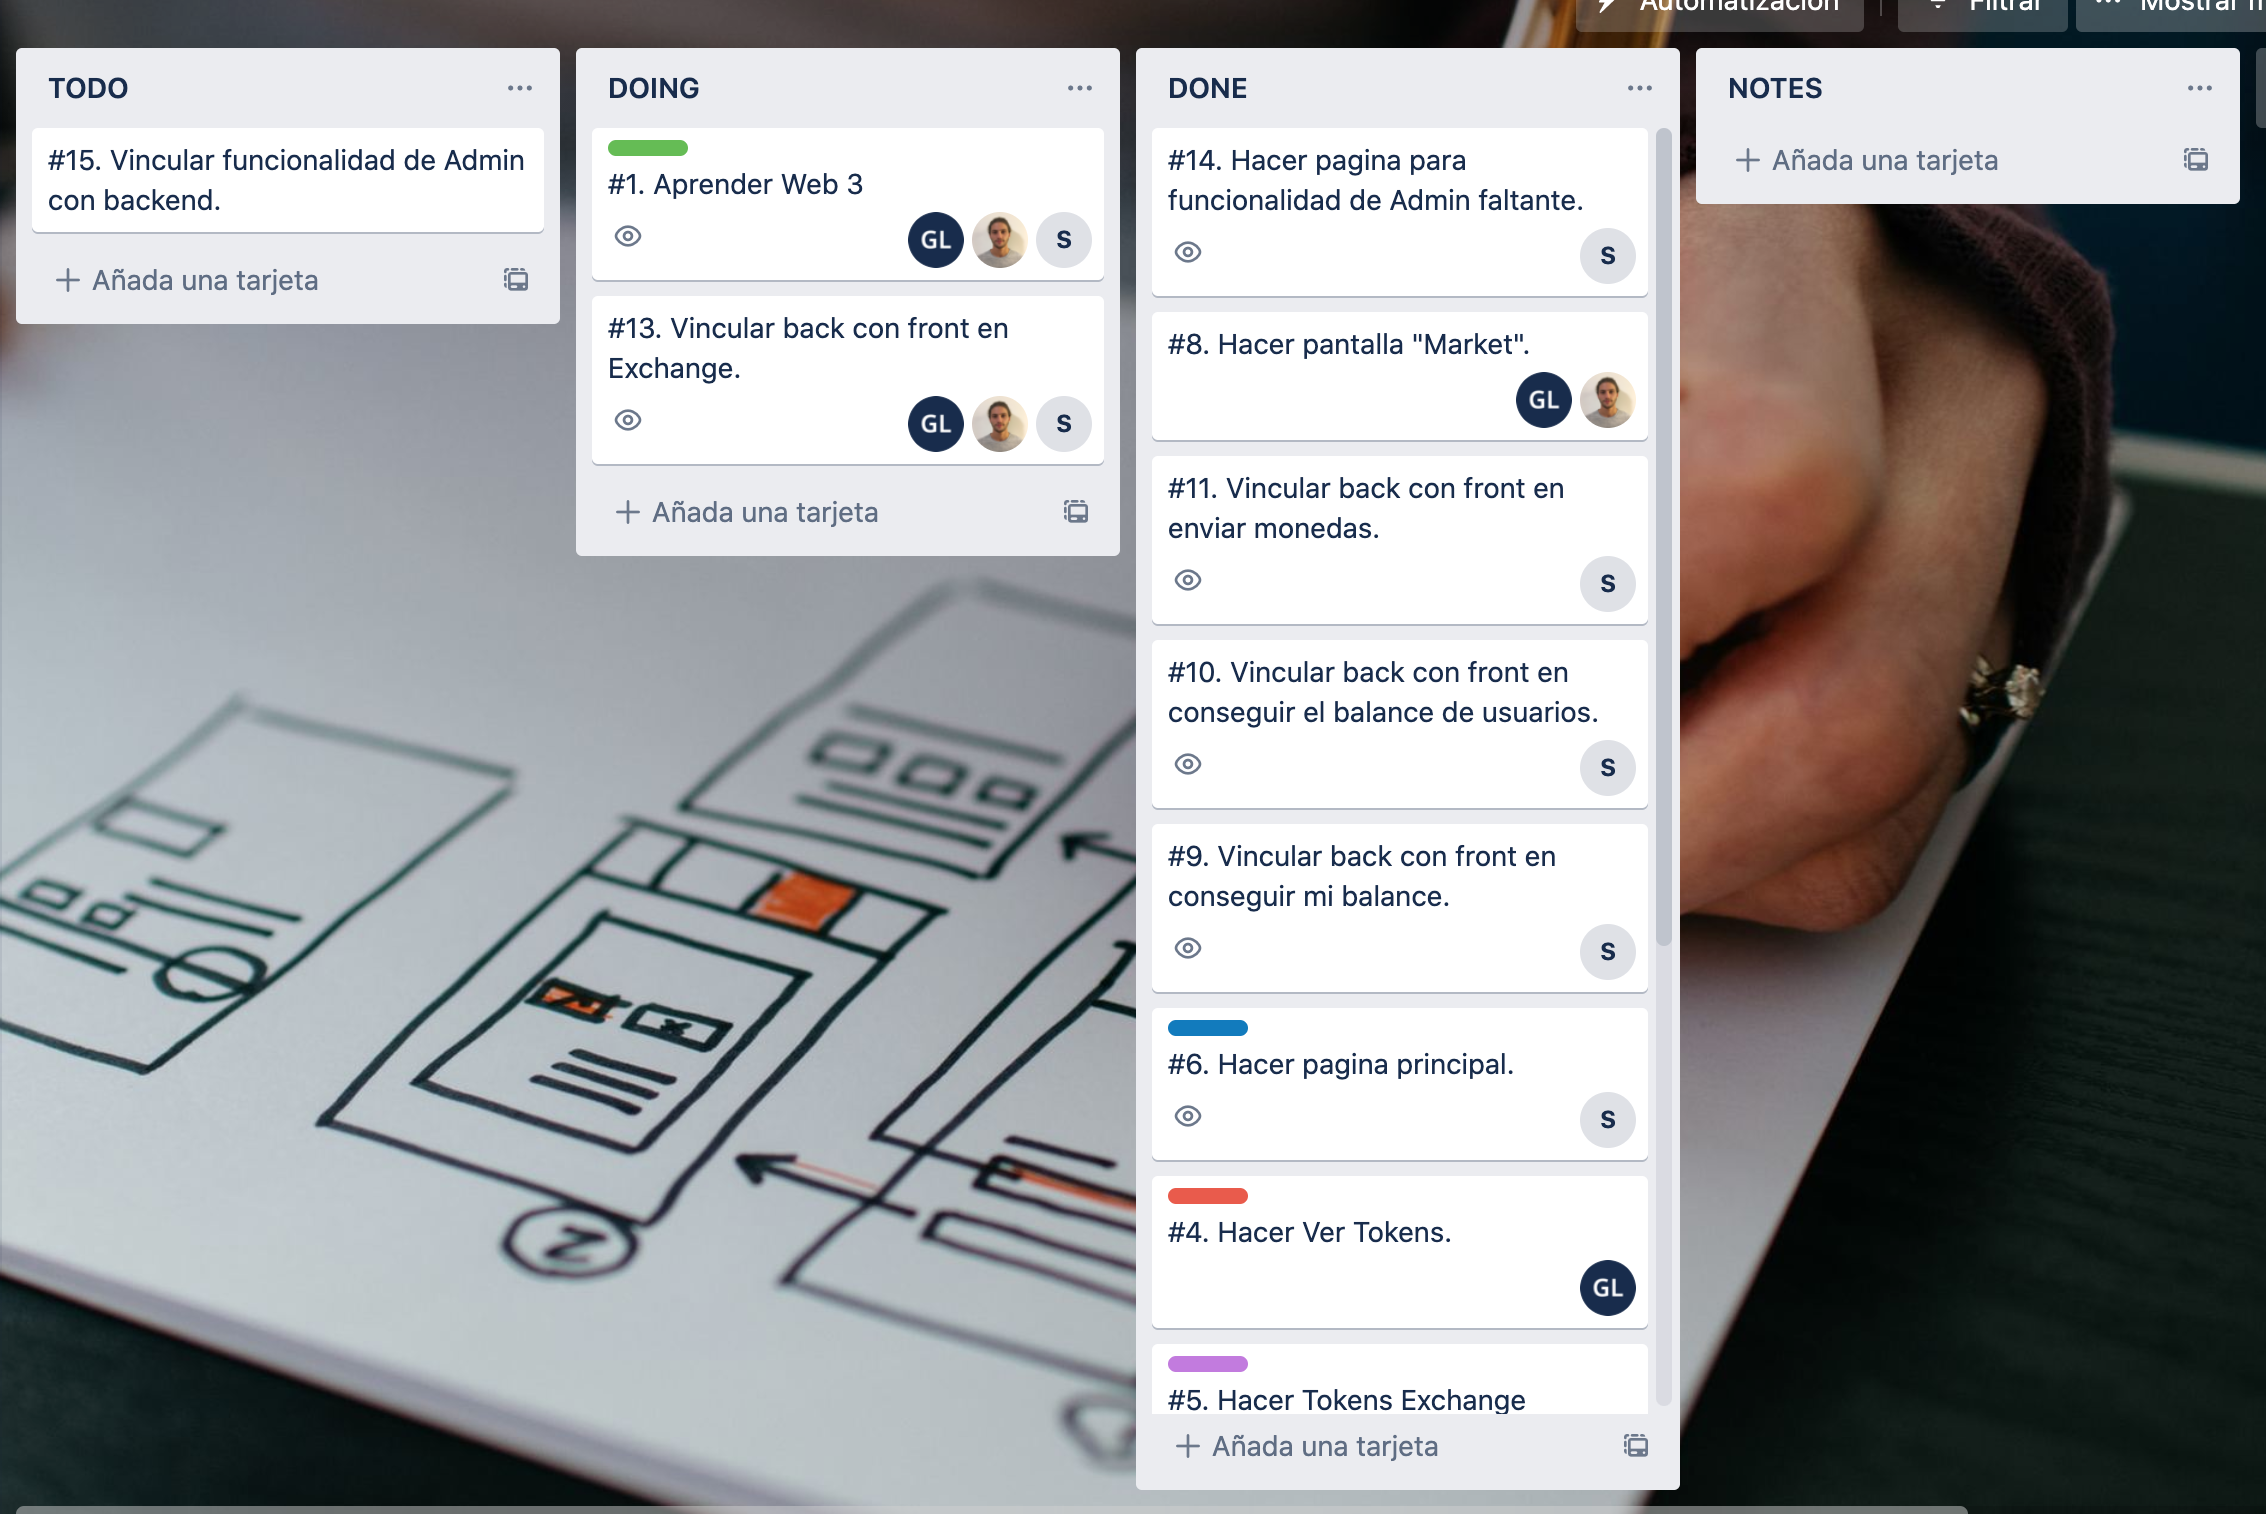 Automatización
Filtrar
Mostrar
TODO
#15. Vincular funcionalidad de Admin
con backend.
Añada una tarjeta
DOING
#1. Aprender Web 3
GL
S
#13. Vincular back con front en
Exchange.
GL
S
Añada una tarjeta
DONE
#14. Hacer pagina para
funcionalidad de Admin faltante.
S
#8. Hacer pantalla "Market".
GL
#11. Vincular back con front en
enviar monedas.
S
#10. Vincular back con front en
conseguir el balance de usuarios.
S
#9. Vincular back con front en
conseguir mi balance.
S
#6. Hacer pagina principal.
S
#4. Hacer Ver Tokens.
GL
#5. Hacer Tokens Exchange
Añada una tarjeta
NOTES
Añada una tarjeta
2